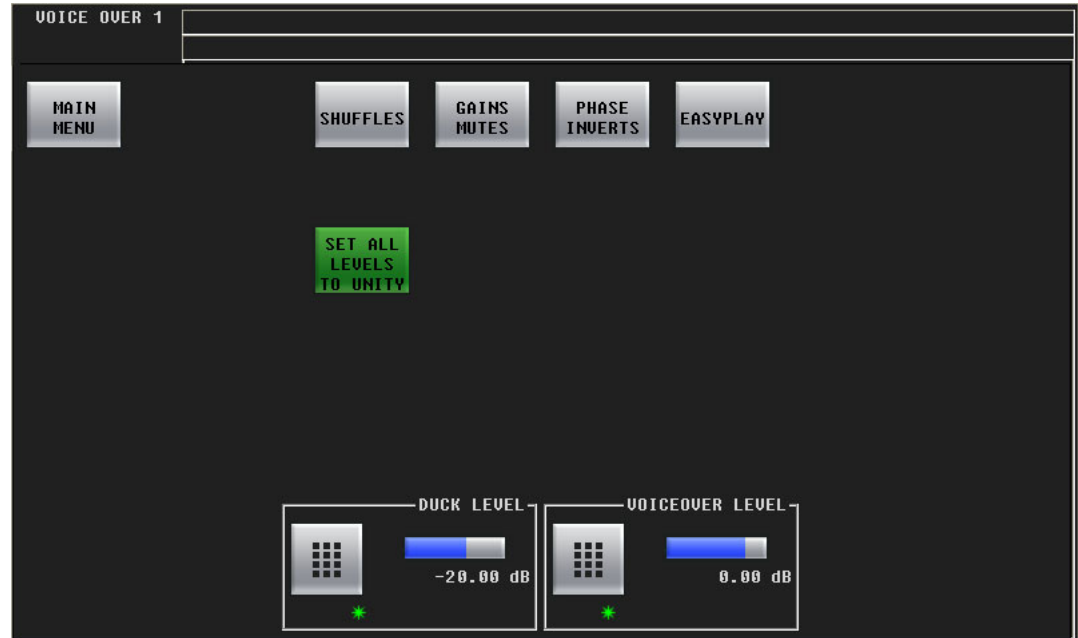 VOICE OVER 1
MAIN
MENU
SHUFFLES
GAINS
MUTES
PHASE
INVERTS
EASYPLAY
SET ALL
LEVELS
TO UNITY
DUCK LEVEL
-20.00 dB
VOICEOVER LEVEL
0.00 dB